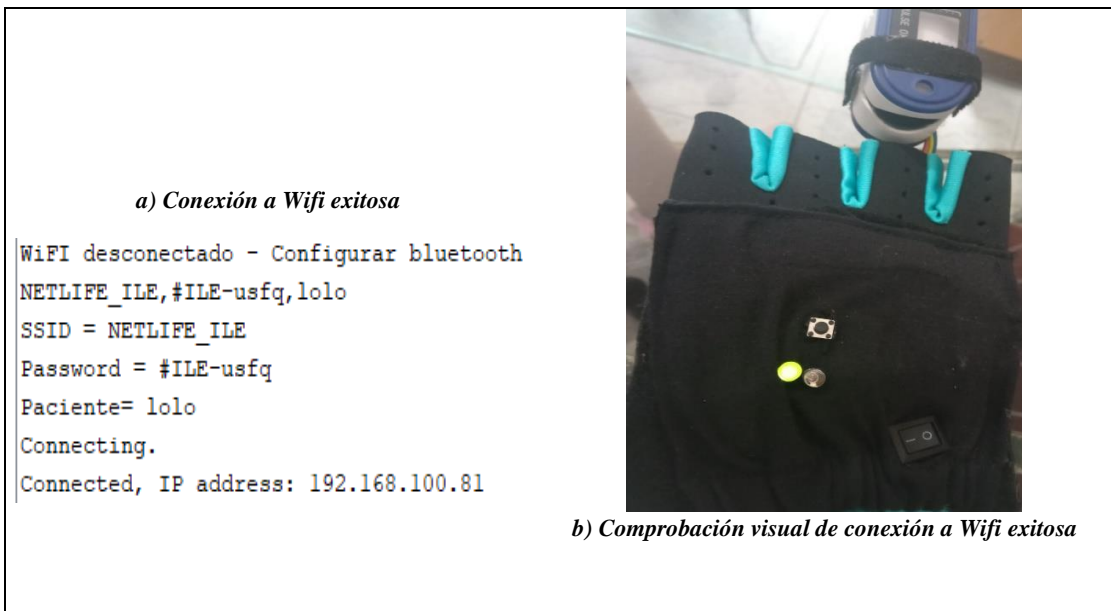 a) Conexión a Wifi exitosa
WiFI desconectado - Configurar bluetooth
NETLIFE_ILE,#ILE-usfq,lolo
SSID = NETLIFE_ILE
Password = #ILE-usfq
Paciente= lolo
Connecting.
Connected, IP address: 192.168.100.81
b) Comprobación visual de conexión a Wifi exitosa